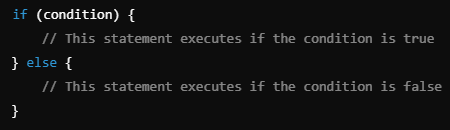 if (condition) {
    // This statement executes if the condition is true
} else {
    // This statement executes if the condition is false
}